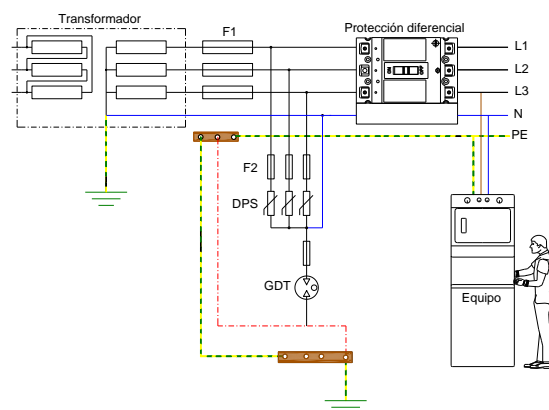 Transformador
F1
Protección diferencial
L1
L2
L3
N
PE
F2
DPS
GDT
Equipo